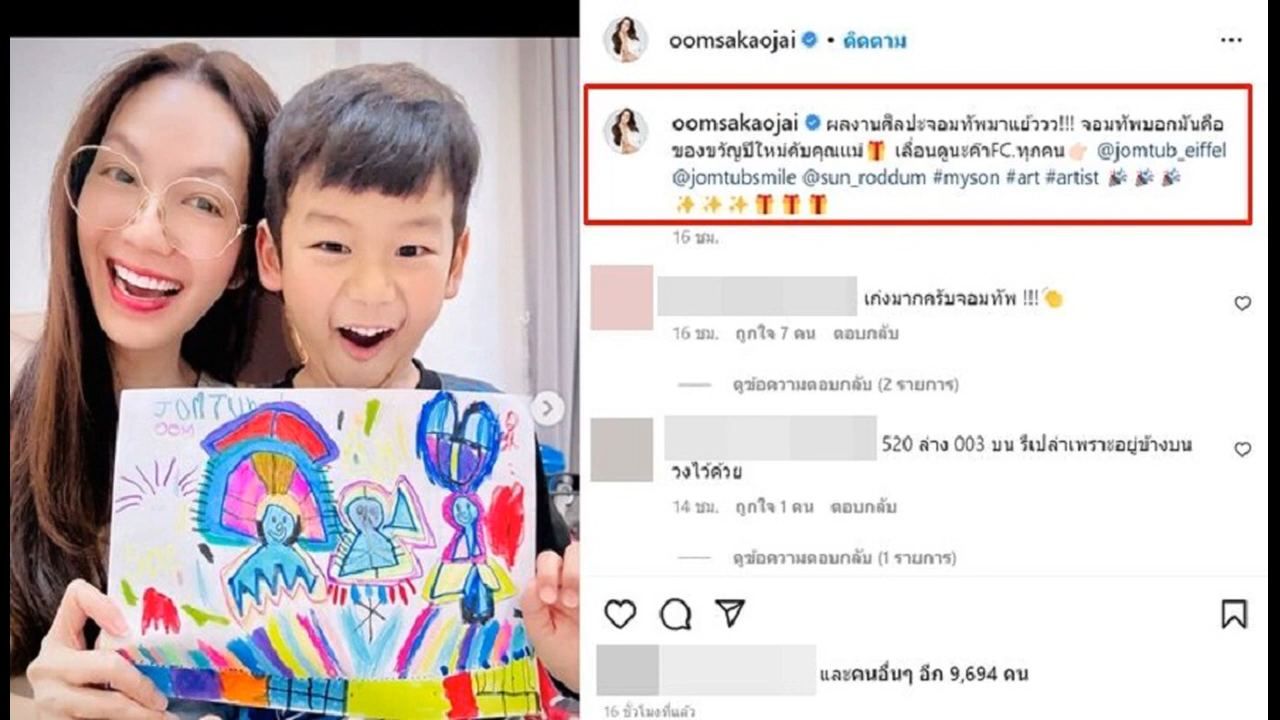 JOMTUB
OOM
oomsakaojai • ติดตาม
oomsakaojai ผลงานศิลปะจอมทัพมาแย้ววว!!! จอมทัพบอกมันคือ
ของขวัญปีใหม่คับคุณแม่🎁 เลื่อนดูนะค้าFC.ทุกคน👉🏻 @jomtub_eiffel
@jomtubsmile @sun_roddum #myson #art #artist 🎉 🎉 🎉
✨ ✨ ✨ 🎁 🎁 🎁
16 ชม.
เก่งมากครับจอมทัพ !!!👏
16 ชม. ถูกใจ 7 คน ตอบกลับ
ดูข้อความตอบกลับ (2 รายการ)
520 ล่าง 003 บน รึเปล่าเพราะอยู่ข้างบน
วงไว้ด้วย
14 ชม. ถูกใจ 1 คน ตอบกลับ
ดูข้อความตอบกลับ (1 รายการ)
และคนอื่นๆ อีก 9,694 คน
16 ชั่วโมงที่แล้ว